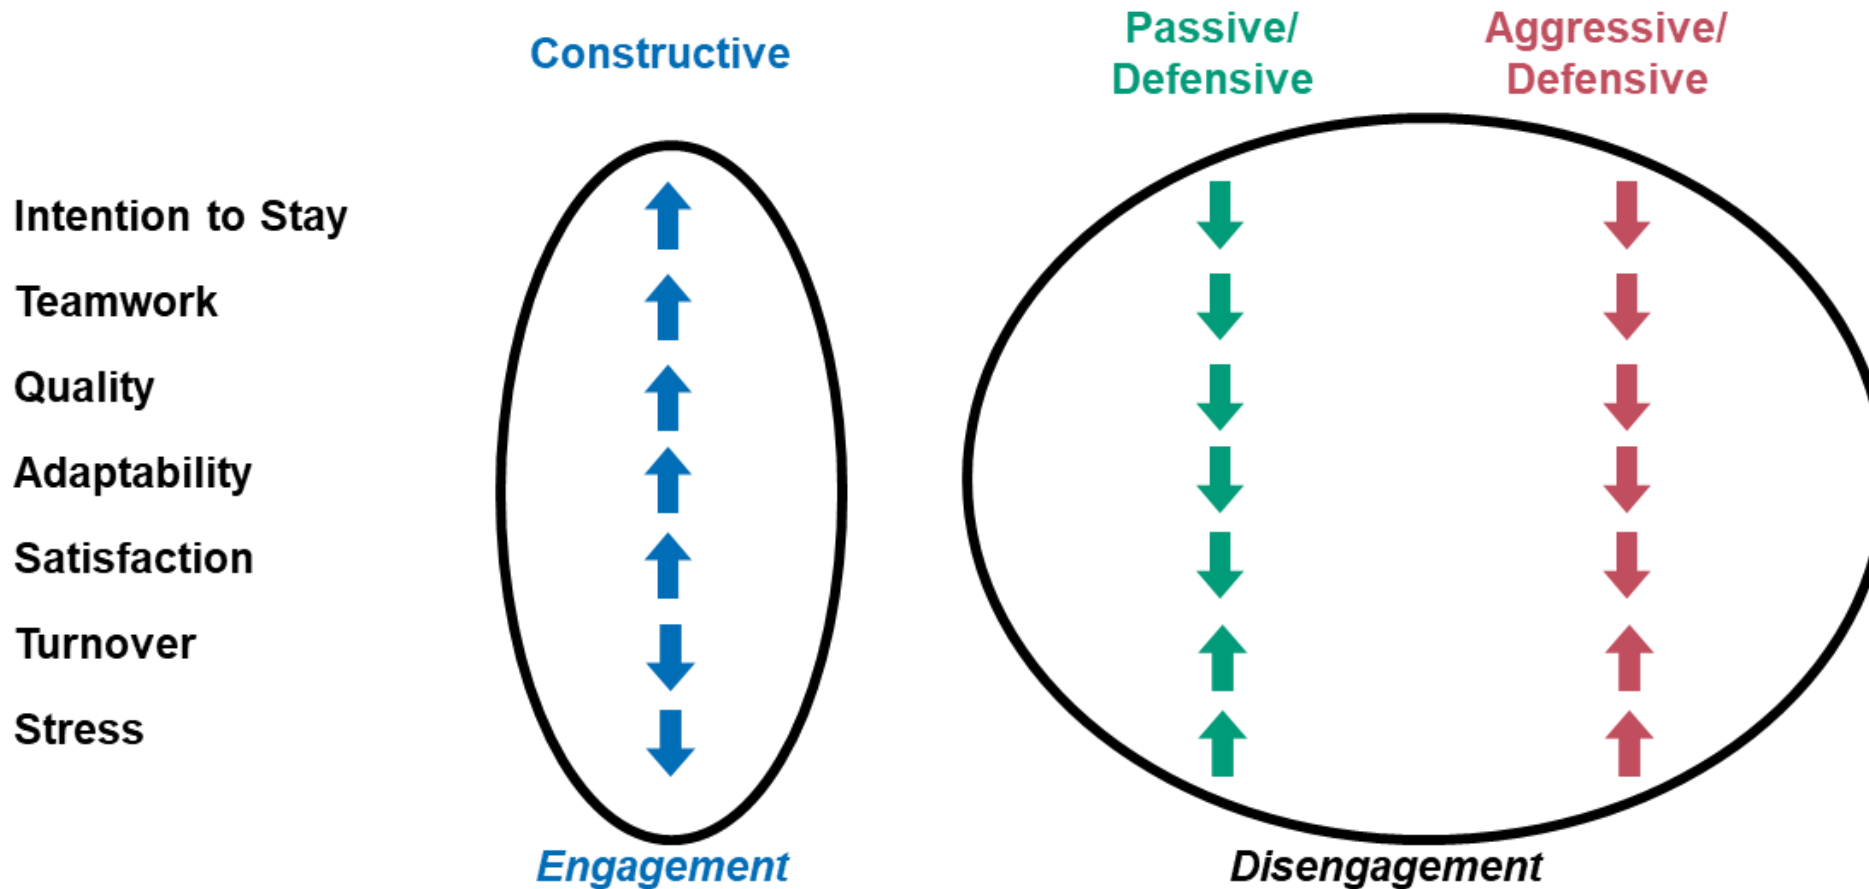 Constructive
Passive/
Defensive
Aggressive/
Defensive
Intention to Stay
Teamwork
Quality
Adaptability
Satisfaction
Turnover
Stress
Engagement
Disengagement